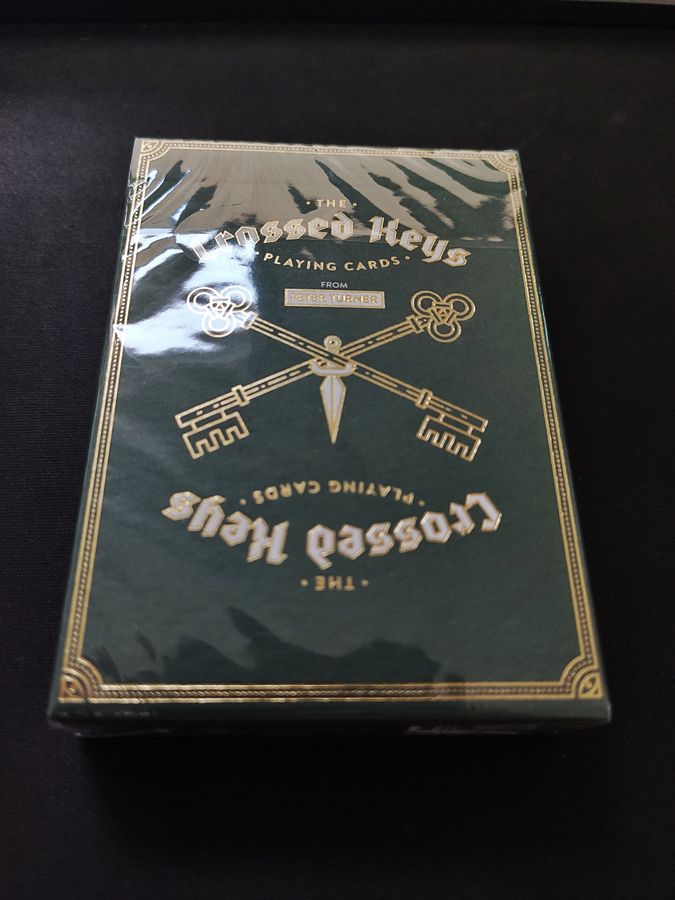 · THE ·
Crossed Keys
· PLAYING CARDS ·
FROM
PETER TURNER
· PLAYING CARDS ·
Crossed Keys
· THE ·